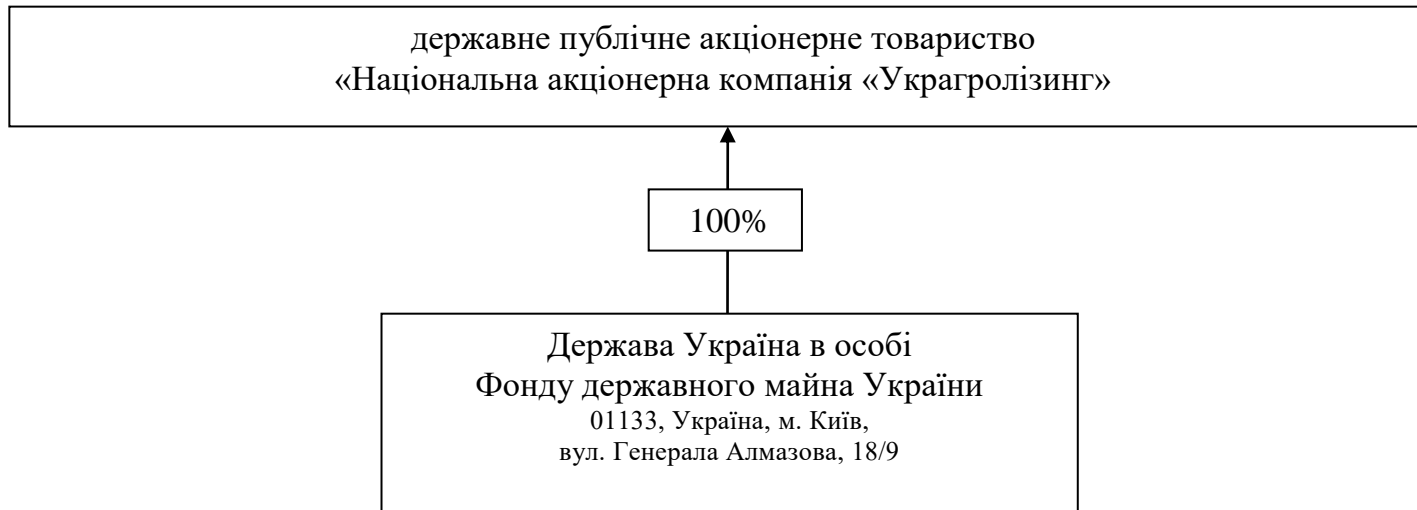 державне публічне акціонерне товариство
«Національна акціонерна компанія «Украгролізинг»
100%
Держава Україна в особі
Фонду державного майна України
01133, Україна, м. Київ,
вул. Генерала Алмазова, 18/9